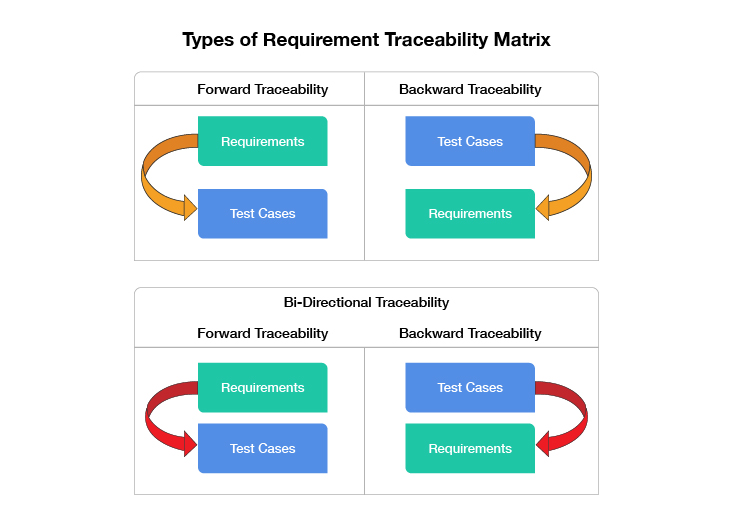 Types of Requirement Traceability Matrix
Forward Traceability
Backward Traceability
Requirements
Test Cases
Test Cases
Requirements
Bi-Directional Traceability
Forward Traceability
Backward Traceability
Requirements
Test Cases
Test Cases
Requirements